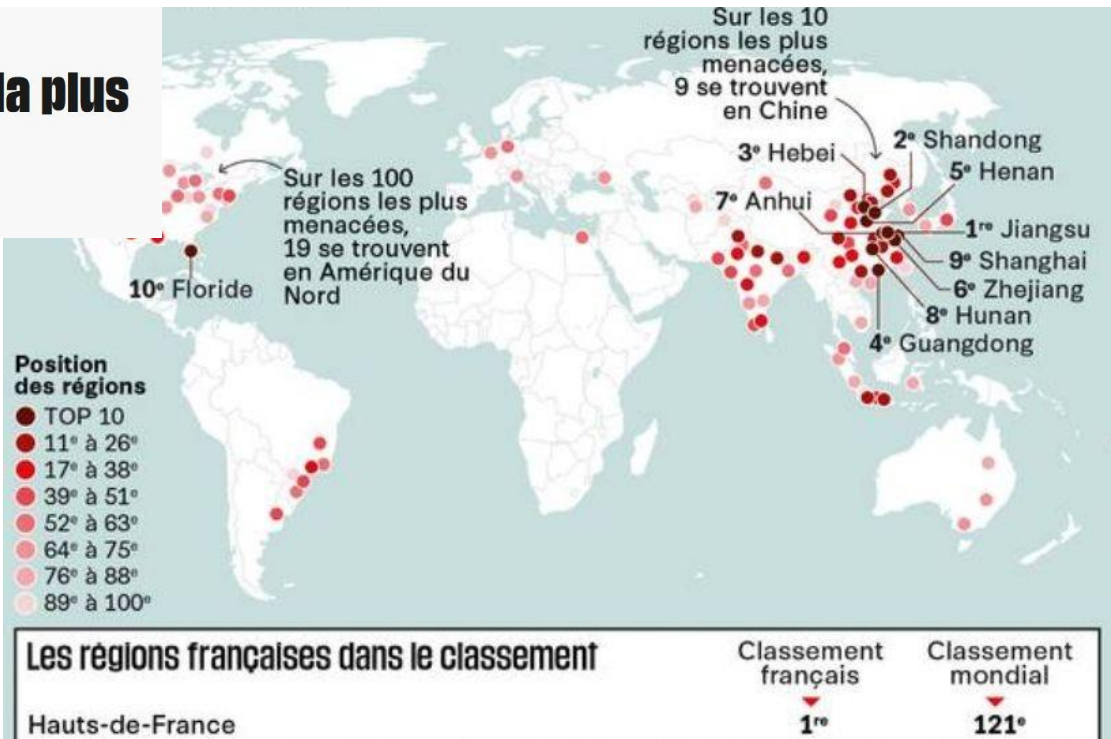 la plus
Sur les 10
régions les plus
menacées,
9 se trouvent
en Chine
2ᵉ Shandong
3ᵉ Hebei
5ᵉ Henan
7ᵉ Anhui
1ʳᵉ Jiangsu
9ᵉ Shanghai
6ᵉ Zhejiang
8ᵉ Hunan
4ᵉ Guangdong
Sur les 100
régions les plus
menacées,
19 se trouvent
en Amérique du
Nord
10ᵉ Floride
Position
des régions
TOP 10
11ᵉ à 26ᵉ
17ᵉ à 38ᵉ
39ᵉ à 51ᵉ
52ᵉ à 63ᵉ
64ᵉ à 75ᵉ
76ᵉ à 88ᵉ
89ᵉ à 100ᵉ
Les règions françaises dans le classement
Classement
français
Classement
mondial
Hauts-de-France 1ʳᵉ 121ᵉ